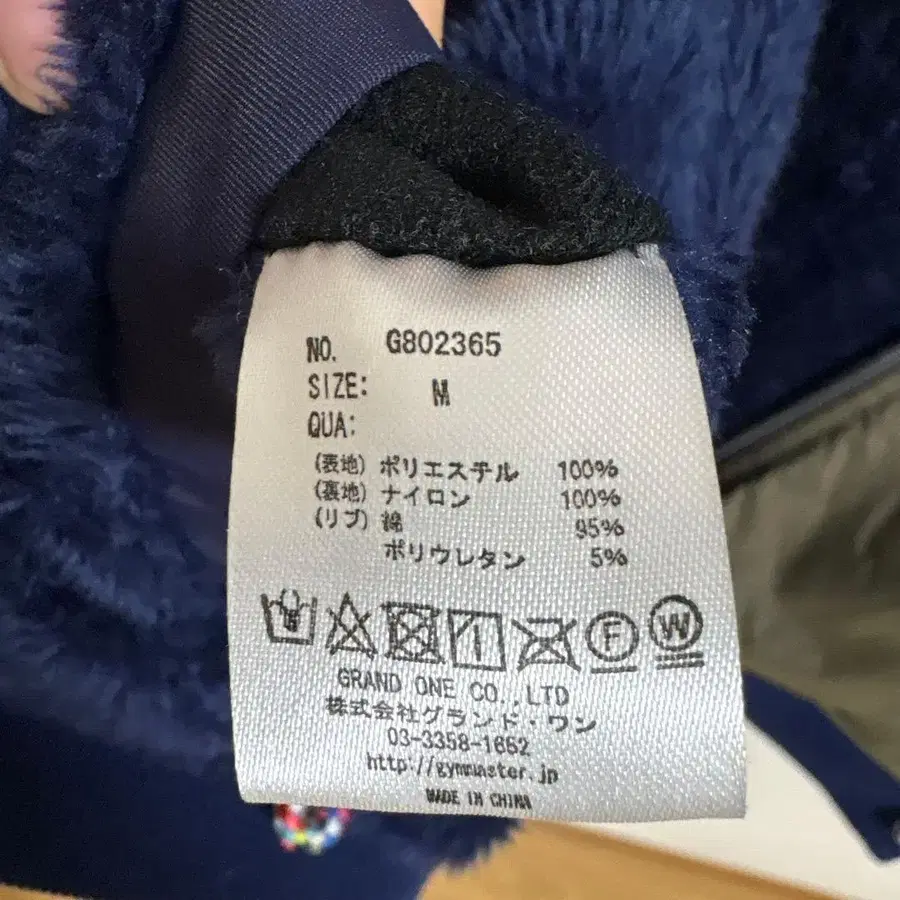 NO. G802365
SIZE: M
QUA:
(表地) ポリエステル 100%
(裏地) ナイロン 100%
(リブ) 綿 95%
ポリウレタン 5%
F W
GRAND ONE CO.,LTD
株式会社グランド・ワン
03-3358-1652
http://gymmaster.jp
MADE IN CHINA